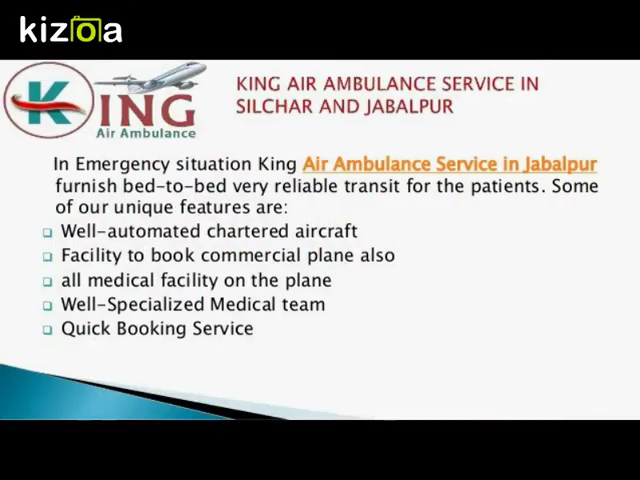 kizoa
KING
Air Ambulance
KING AIR AMBULANCE SERVICE IN
SILCHAR AND JABALPUR
In Emergency situation King Air Ambulance Service in Jabalpur
furnish bed-to-bed very reliable transit for the patients. Some
of our unique features are:
Well-automated chartered aircraft
Facility to book commercial plane also
all medical facility on the plane
Well-Specialized Medical team
Quick Booking Service